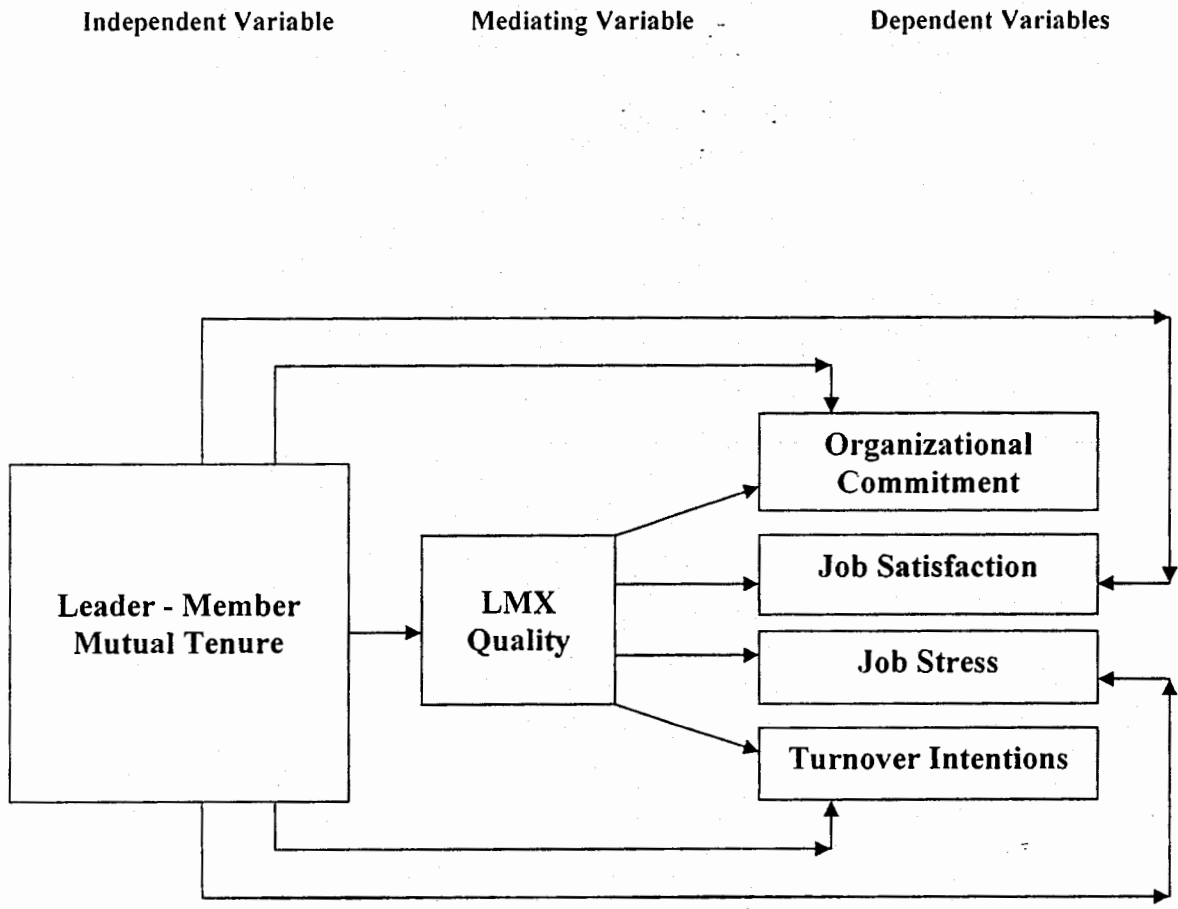 Independent Variable
Mediating Variable
Dependent Variables
Organizational
Commitment
Job Satisfaction
Leader - Member
Mutual Tenure
LMX
Quality
Job Stress
Turnover Intentions